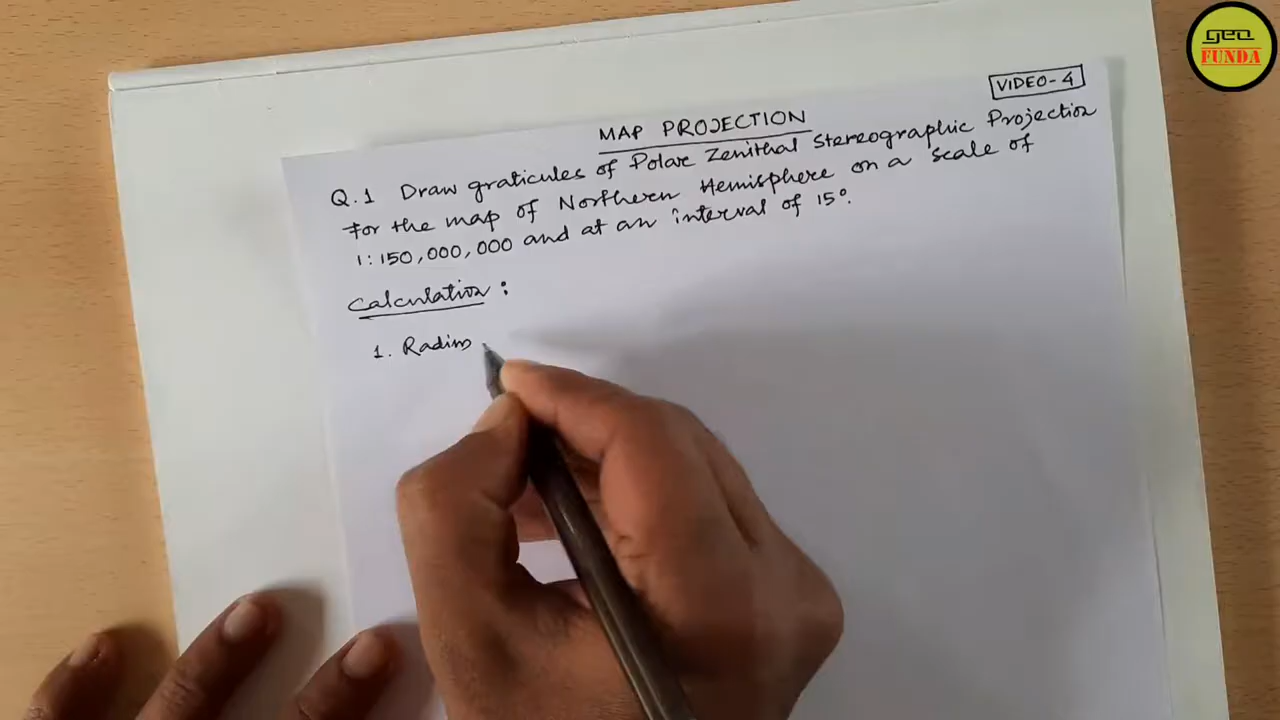 geo
FUNDA
VIDEO-4
MAP PROJECTION
Q.1 Draw graticules of Polar Zenithal Stereographic Projection
for the map of Northern Hemisphere on a scale of
1:150,000,000 and at an interval of 15°.
Calculation :
1. Radius